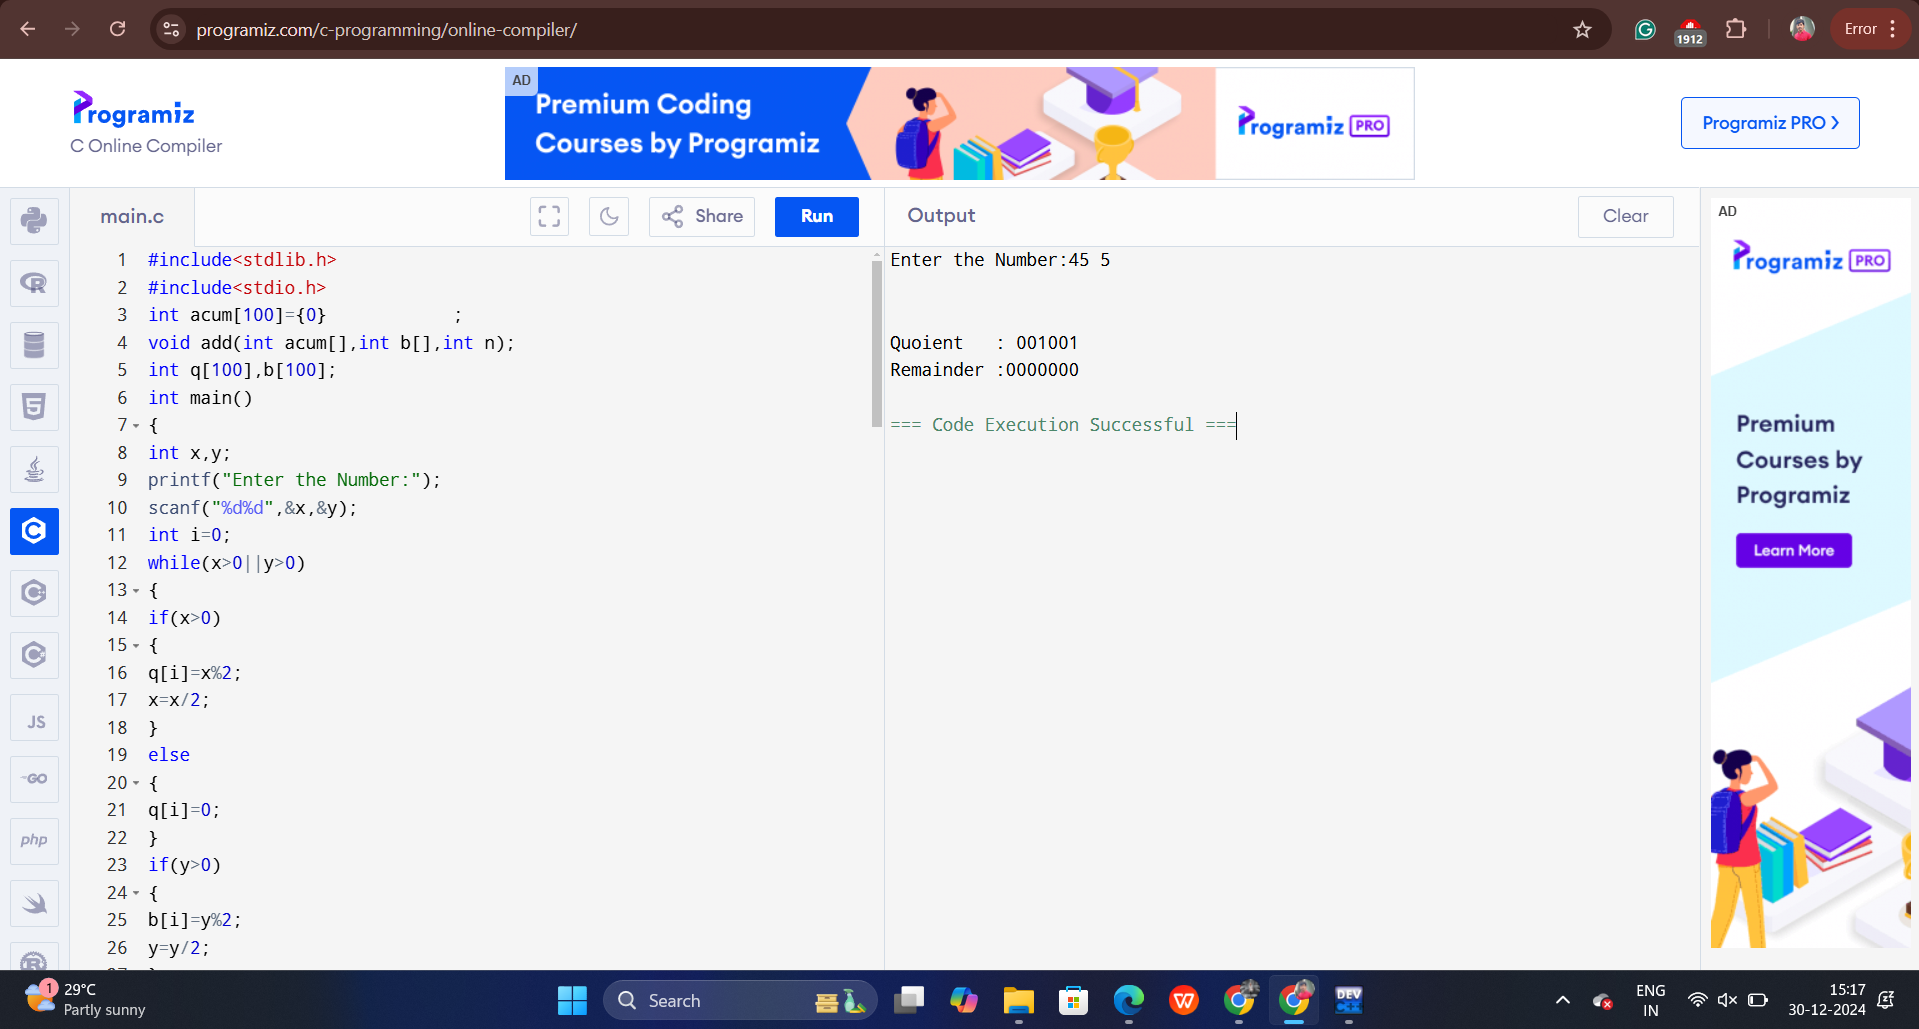 programiz.com/c-programming/online-compiler/
1912
Error
Programiz
C Online Compiler
AD
Premium Coding
Courses by Programiz
Programiz PRO
Programiz PRO >
main.c
Share
Run
Output
Clear
1 #include<stdlib.h>
2 #include<stdio.h>
3 int acum[100]={0} ;
4 void add(int acum[],int b[],int n);
5 int q[100],b[100];
6 int main()
7 {
8 int x,y;
9 printf("Enter the Number:");
10 scanf("%d%d",&x,&y);
11 int i=0;
12 while(x>0||y>0)
13 {
14 if(x>0)
15 {
16 q[i]=x%2;
17 x=x/2;
18 }
19 else
20 {
21 q[i]=0;
22 }
23 if(y>0)
24 {
25 b[i]=y%2;
26 y=y/2;
Enter the Number:45 5
Quoient : 001001
Remainder :0000000
=== Code Execution Successful ===
AD
Programiz PRO
Premium
Courses by
Programiz
Learn More
JS
GO
php
1
29°C
Partly sunny
Search
DEV
C++
ENG
IN
15:17
30-12-2024